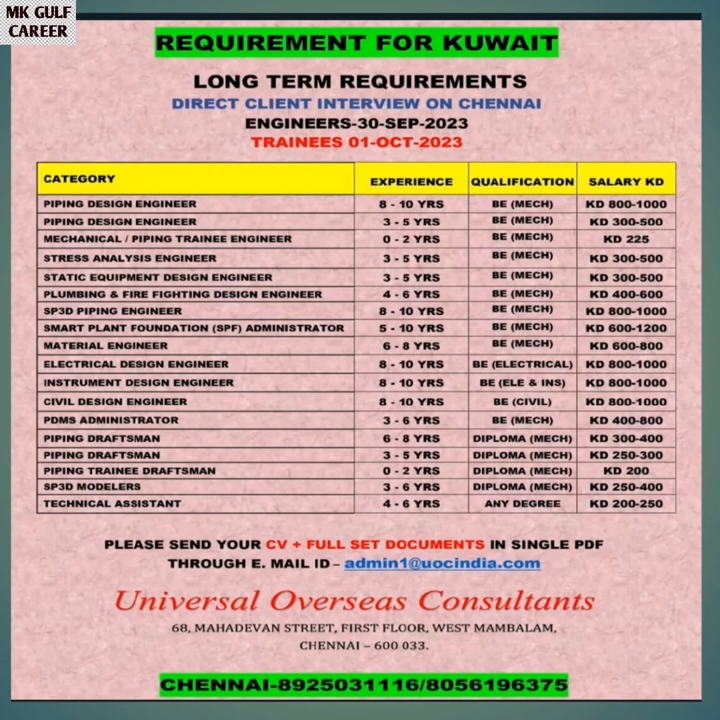 MK GULF
CAREER
REQUIREMENT FOR KUWAIT
LONG TERM REQUIREMENTS
DIRECT CLIENT INTERVIEW ON CHENNAI
ENGINEERS-30-SEP-2023
TRAINEES 01-OCT-2023
CATEGORY EXPERIENCE QUALIFICATION SALARY KD
PIPING DESIGN ENGINEER 8 - 10 YRS BE (MECH) KD 800-1000
PIPING DESIGN ENGINEER 3 - 5 YRS BE (MECH) KD 300-500
MECHANICAL / PIPING TRAINEE ENGINEER 0 - 2 YRS BE (MECH) KD 225
STRESS ANALYSIS ENGINEER 3 - 5 YRS BE (MECH) KD 300-500
STATIC EQUIPMENT DESIGN ENGINEER 3 - 5 YRS BE (MECH) KD 300-500
PLUMBING & FIRE FIGHTING DESIGN ENGINEER 4 - 6 YRS BE (MECH) KD 400-600
SP3D PIPING ENGINEER 8 - 10 YRS BE (MECH) KD 800-1000
SMART PLANT FOUNDATION (SPF) ADMINISTRATOR 5 - 10 YRS BE (MECH) KD 600-1200
MATERIAL ENGINEER 6 - 8 YRS BE (MECH) KD 600-800
ELECTRICAL DESIGN ENGINEER 8 - 10 YRS BE (ELECTRICAL) KD 800-1000
INSTRUMENT DESIGN ENGINEER 8 - 10 YRS BE (ELE & INS) KD 800-1000
CIVIL DESIGN ENGINEER 8 - 10 YRS BE (CIVIL) KD 800-1000
PDMS ADMINISTRATOR 3 - 6 YRS BE (MECH) KD 400-800
PIPING DRAFTSMAN 6 - 8 YRS DIPLOMA (MECH) KD 300-400
PIPING DRAFTSMAN 3 - 5 YRS DIPLOMA (MECH) KD 250-300
PIPING TRAINEE DRAFTSMAN 0 - 2 YRS DIPLOMA (MECH) KD 200
SP3D MODELERS 3 - 6 YRS DIPLOMA (MECH) KD 250-400
TECHNICAL ASSISTANT 4 - 6 YRS ANY DEGREE KD 200-250
PLEASE SEND YOUR CV + FULL SET DOCUMENTS IN SINGLE PDF
THROUGH E. MAIL ID – admin1@uocindia.com
Universal Overseas Consultants
68, MAHADEVAN STREET, FIRST FLOOR, WEST MAMBALAM,
CHENNAI – 600 033.
CHENNAI-8925031116/8056196375